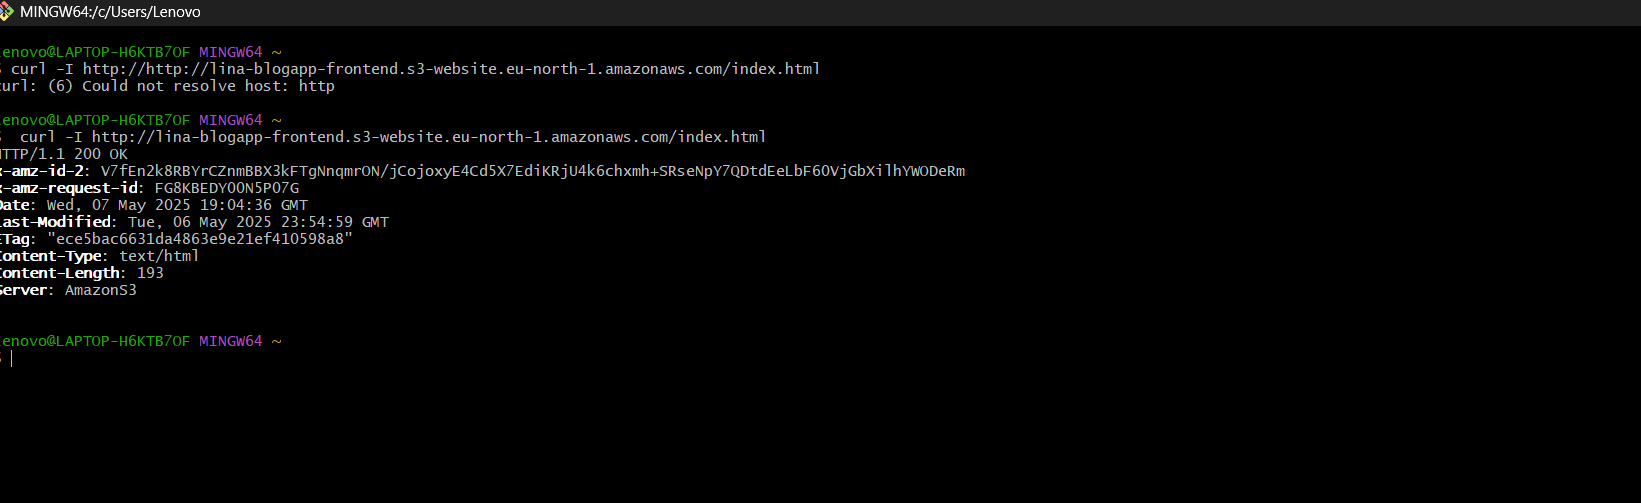 MINGW64:/c/Users/Lenovo
enovo@LAPTOP-H6KTB7OF MINGW64 ~
$ curl -I http://http://lina-blogapp-frontend.s3-website.eu-north-1.amazonaws.com/index.html
curl: (6) Could not resolve host: http
enovo@LAPTOP-H6KTB7OF MINGW64 ~
$  curl -I http://lina-blogapp-frontend.s3-website.eu-north-1.amazonaws.com/index.html
HTTP/1.1 200 OK
x-amz-id-2: V7fEn2k8RBYrCZnmBBX3kFTgNnqmrON/jCojoxyE4Cd5X7EdiKRjU4k6chxmh+SRseNpY7QDtdEeLbF6OVjGbXilhYWODeRm
x-amz-request-id: FG8KBEDY00N5P07G
Date: Wed, 07 May 2025 19:04:36 GMT
Last-Modified: Tue, 06 May 2025 23:54:59 GMT
ETag: "ece5bac6631da4863e9e21ef410598a8"
Content-Type: text/html
Content-Length: 193
Server: AmazonS3
enovo@LAPTOP-H6KTB7OF MINGW64 ~
$